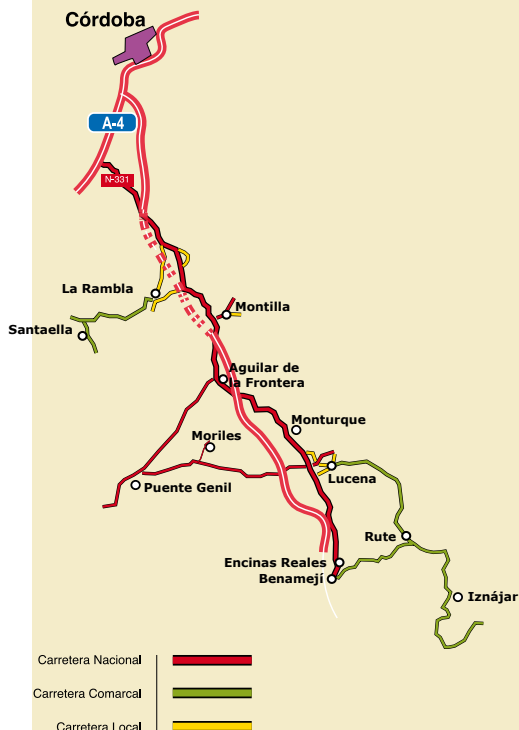 Córdoba
A-4
N-331
La Rambla
Montilla
Santaella
Aguilar de
la Frontera
Monturque
Moriles
Lucena
Puente Genil
Rute
Encinas Reales
Benamejí
Iznájar
Carretera Nacional
Carretera Comarcal
Carretera Local